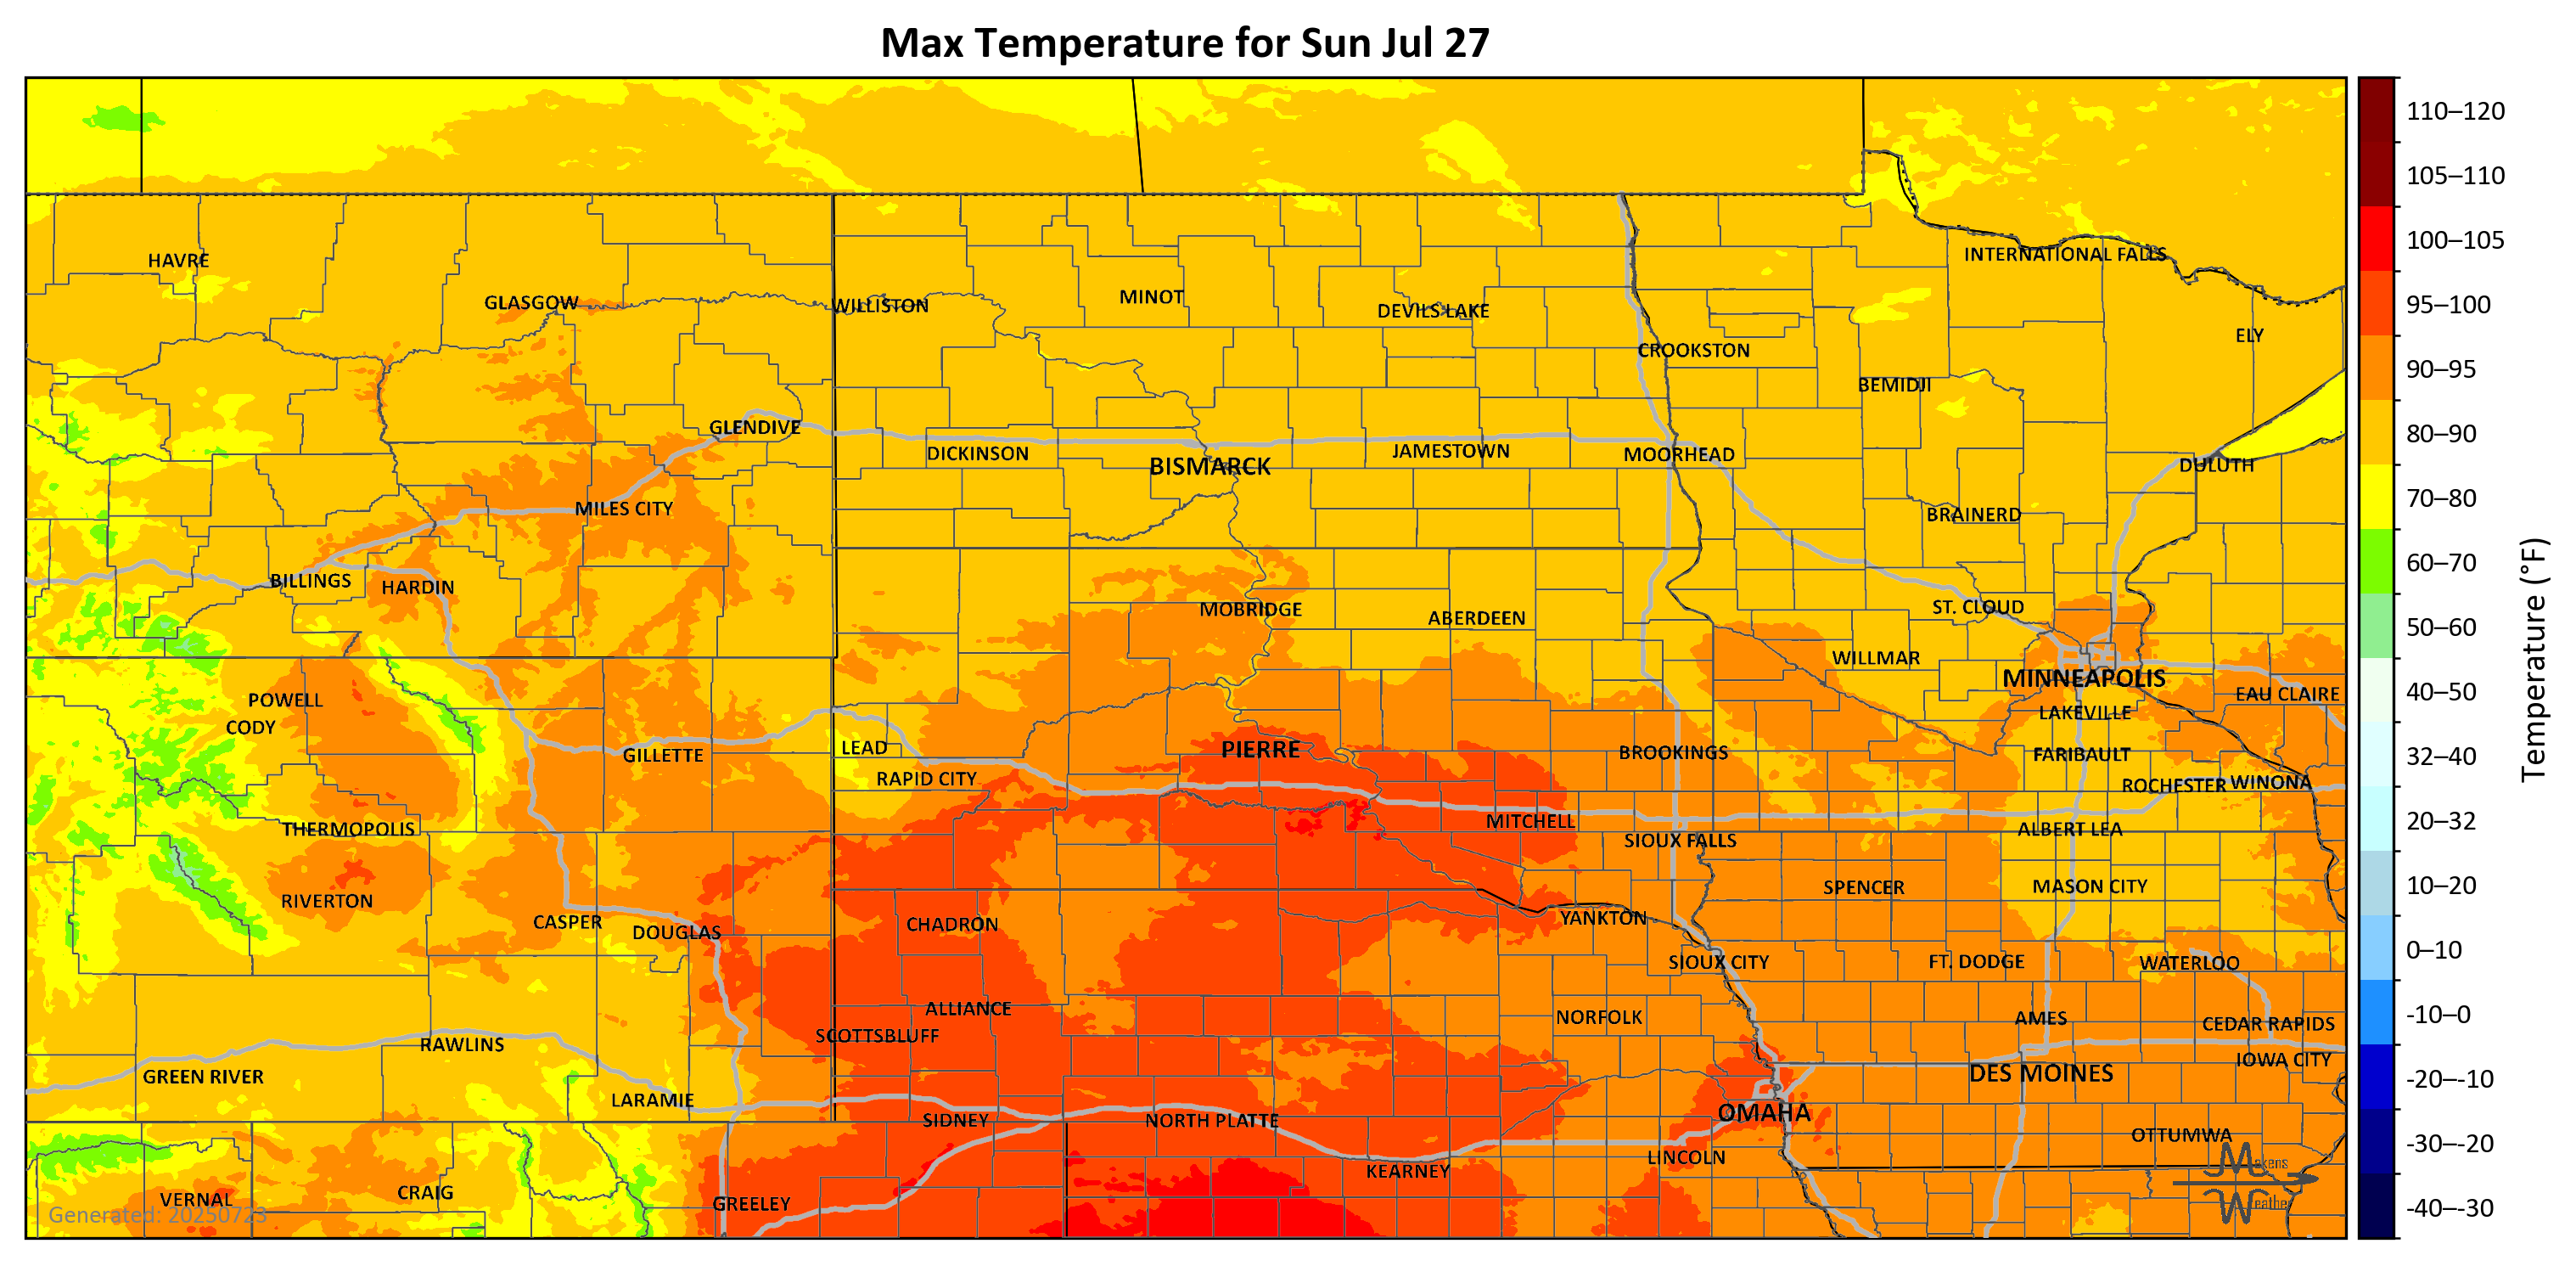 Max Temperature for Sun Jul 27
110–120
105–110
HAVRE
INTERNATIONAL FALLS
100–105
GLASGOW
WILLISTON
MINOT
DEVILS LAKE
95–100
CROOKSTON
ELY
90–95
BEMIDJI
GLENDIVE
DICKINSON
BISMARCK
JAMESTOWN
MOORHEAD
DULUTH
80–90
MILES CITY
BRAINERD
70–80
BILLINGS
HARDIN
60–70
MOBRIDGE
ABERDEEN
ST. CLOUD
50–60
WILLMAR
MINNEAPOLIS
POWELL
EAU CLAIRE
40–50
CODY
LAKEVILLE
GILLETTE
LEAD
PIERRE
BROOKINGS
FARIBAULT
32–40
RAPID CITY
ROCHESTER
WINONA
Temperature (°F)
THERMOPOLIS
MITCHELL
SIOUX FALLS
ALBERT LEA
20–32
RIVERTON
SPENCER
MASON CITY
10–20
CASPER
DOUGLAS
CHADRON
YANKTON
SIOUX CITY
FT. DODGE
WATERLOO
0–10
ALLIANCE
NORFOLK
AMES
CEDAR RAPIDS
-10–0
RAWLINS
SCOTTSBLUFF
IOWA CITY
GREEN RIVER
DES MOINES
-20–-10
LARAMIE
SIDNEY
NORTH PLATTE
OMAHA
OTTUMWA
-30–-20
KEARNEY
LINCOLN
Makens
Weather
VERNAL
CRAIG
GREELEY
-40–-30
Generated: 20250723